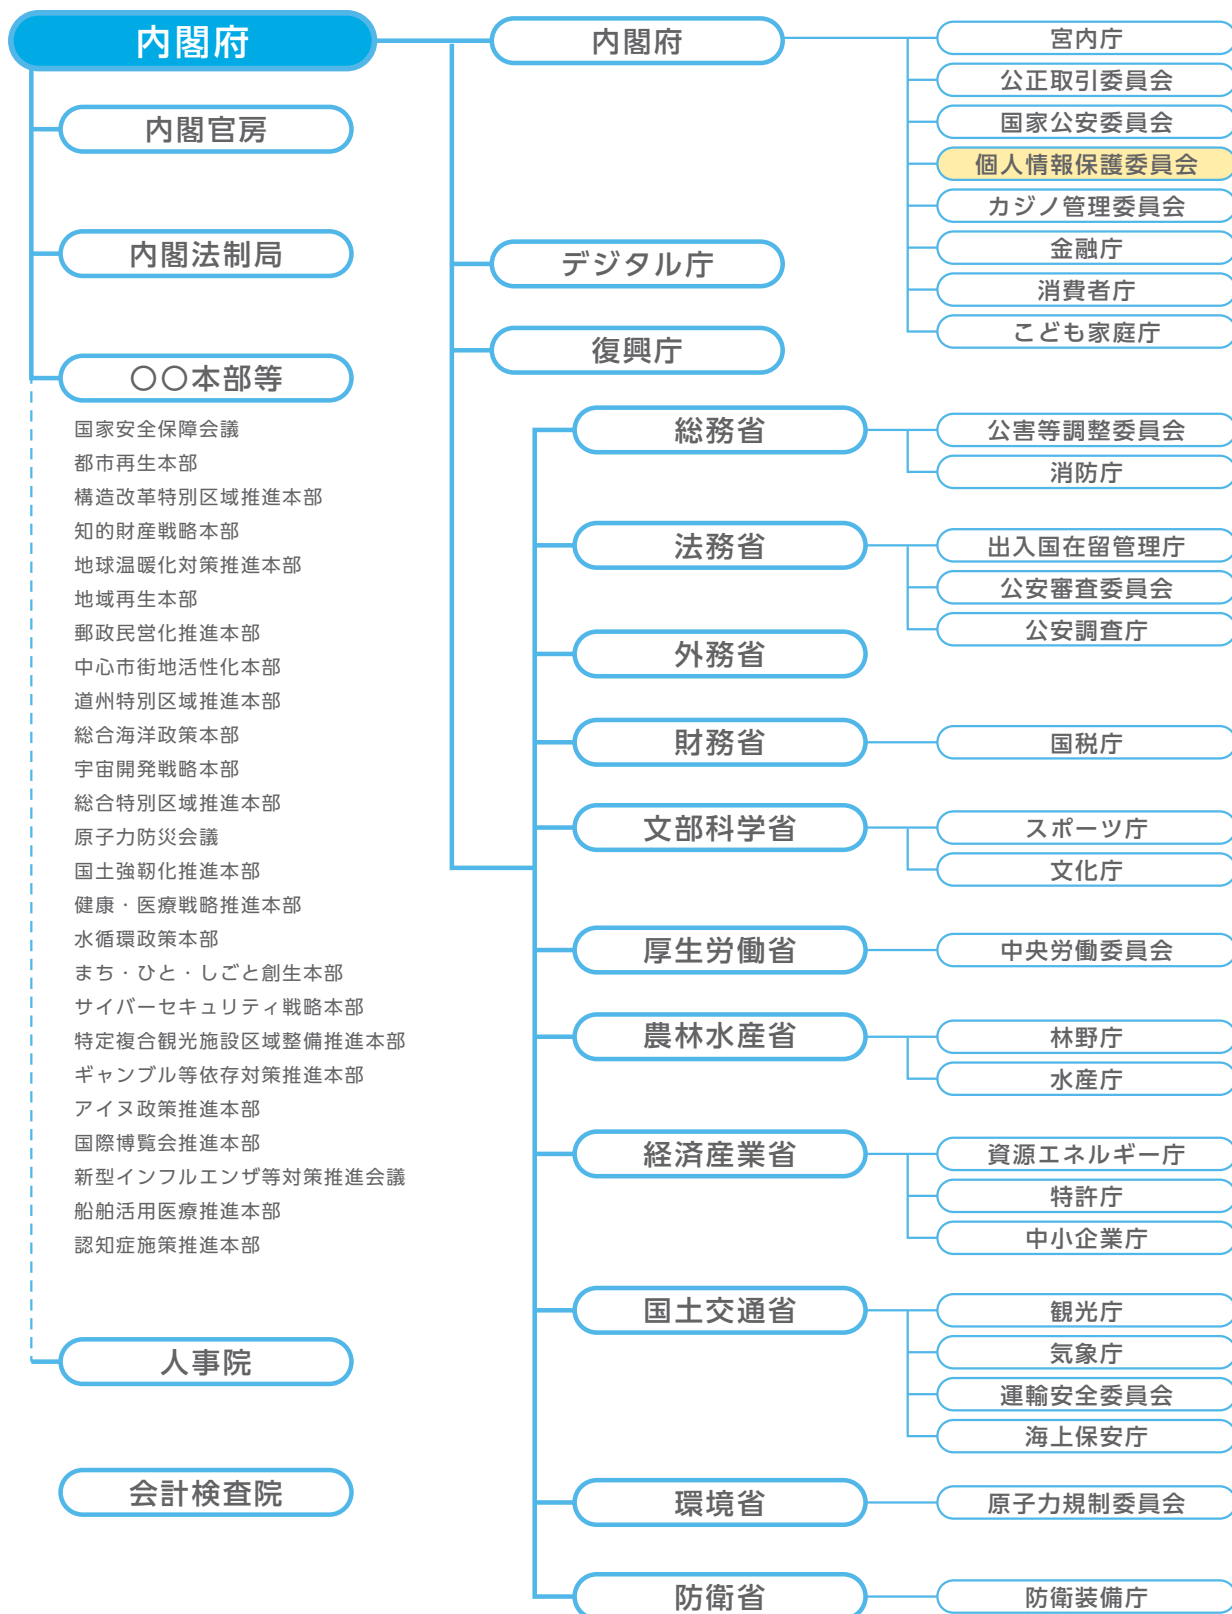 内閣府
内閣官房
内閣法制局
〇〇本部等
国家安全保障会議
都市再生本部
構造改革特別区域推進本部
知的財産戦略本部
地球温暖化対策推進本部
地域再生本部
郵政民営化推進本部
中心市街地活性化本部
道州特別区域推進本部
総合海洋政策本部
宇宙開発戦略本部
総合特別区域推進本部
原子力防災会議
国土強靭化推進本部
健康・医療戦略推進本部
水循環政策本部
まち・ひと・しごと創生本部
サイバーセキュリティ戦略本部
特定複合観光施設区域整備推進本部
ギャンブル等依存対策推進本部
アイヌ政策推進本部
国際博覧会推進本部
新型インフルエンザ等対策推進会議
船舶活用医療推進本部
認知症施策推進本部
人事院
会計検査院
内閣府
宮内庁
公正取引委員会
国家公安委員会
個人情報保護委員会
カジノ管理委員会
金融庁
消費者庁
こども家庭庁
デジタル庁
復興庁
総務省
公害等調整委員会
消防庁
法務省
出入国在留管理庁
公安審査委員会
公安調査庁
外務省
財務省
国税庁
文部科学省
スポーツ庁
文化庁
厚生労働省
中央労働委員会
農林水産省
林野庁
水産庁
経済産業省
資源エネルギー庁
特許庁
中小企業庁
国土交通省
観光庁
気象庁
運輸安全委員会
海上保安庁
環境省
原子力規制委員会
防衛省
防衛装備庁